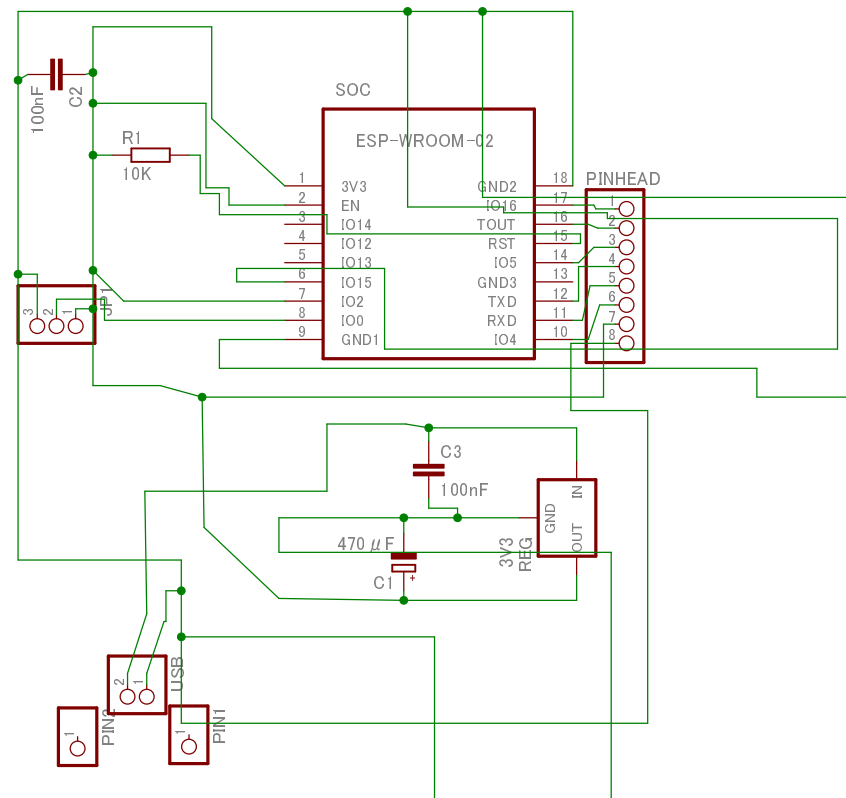 SOC
ESP-WROOM-02
100nF
C2
R1
10K
1
2
3
4
5
6
7
8
9
3V3
EN
IO14
IO12
IO13
IO15
IO2
IO0
GND1
GND2
IO16
TOUT
RST
IO5
GND3
TXD
RXD
IO4
18
17
16
15
14
13
12
11
10
PINHEAD
1
2
3
4
5
6
7
8
3
2
1
JP1
C3
100nF
470μF
C1
+
GND
IN
OUT
3V3
REG
2
1
USB
1
PIN2
1
PIN1